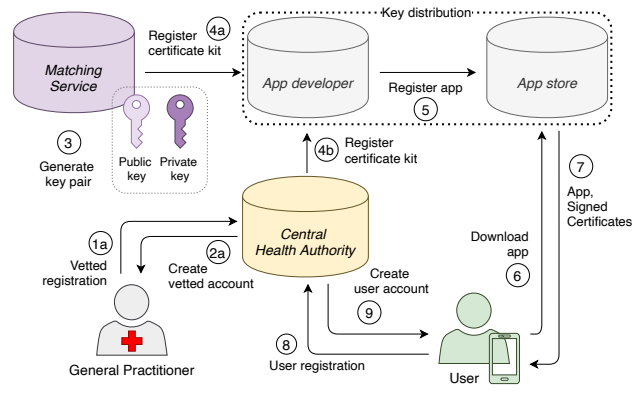 Key distribution
Register
certificate kit
4a
Matching
Service
App developer
App store
Register app
5
3
Generate
key pair
Public
key
Private
key
4b
Register
certificate kit
7
App,
Signed
Certificates
Central
Health Authority
1a
Vetted
registration
2a
Create
vetted account
Download
app
6
Create
user account
9
8
User registration
General Practitioner
User